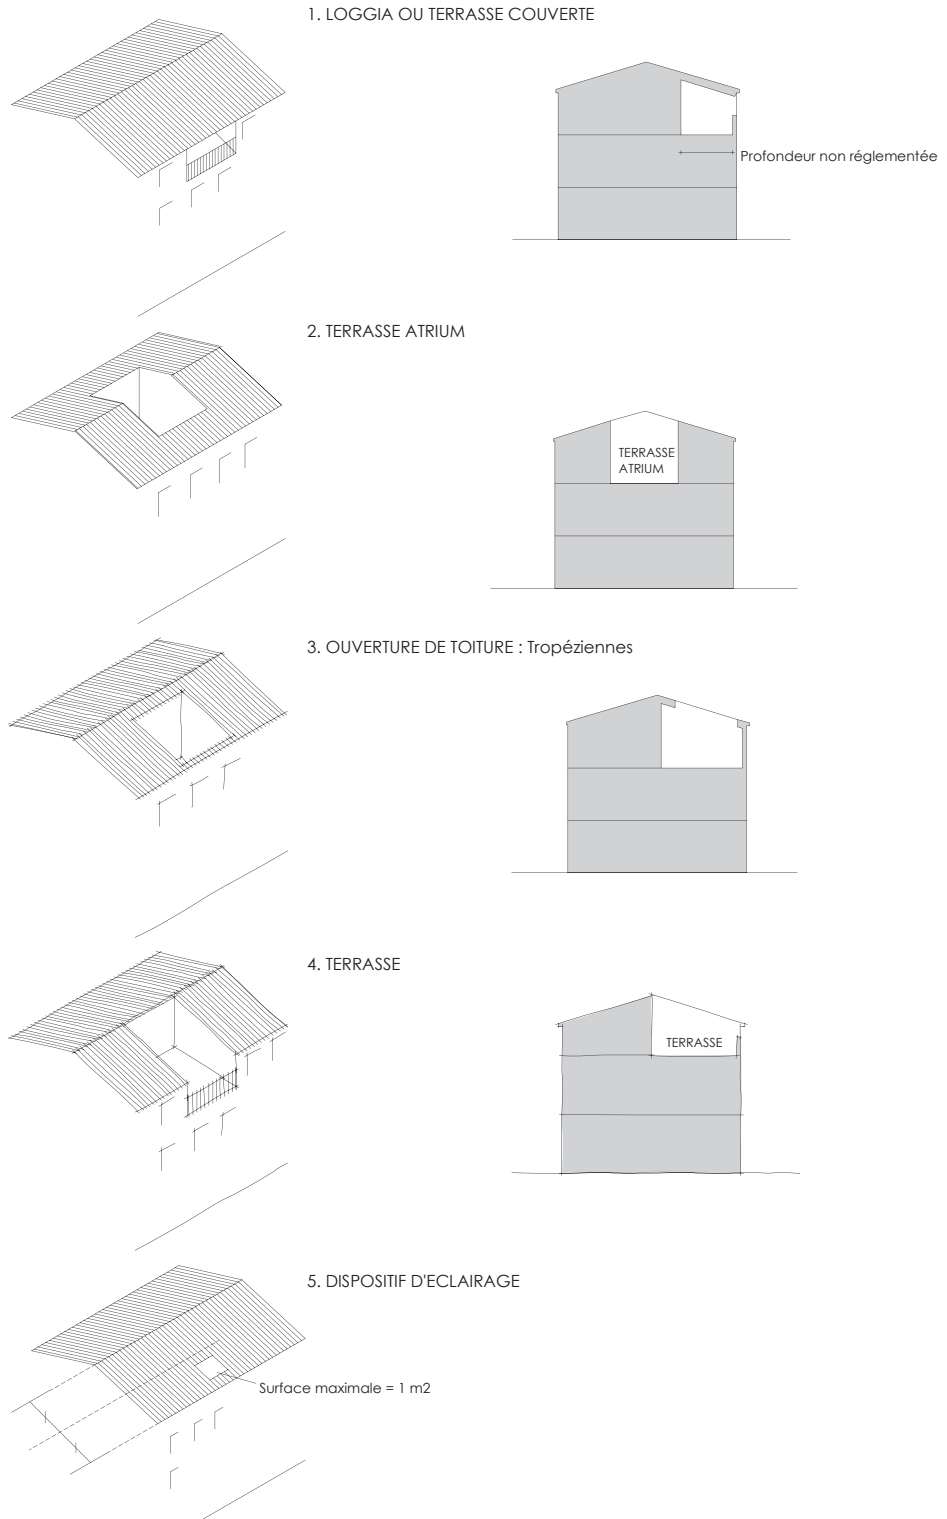 1. LOGGIA OU TERRASSE COUVERTE
Profondeur non réglementée
2. TERRASSE ATRIUM
TERRASSE
ATRIUM
3. OUVERTURE DE TOITURE : Tropéziennes
4. TERRASSE
TERRASSE
5. DISPOSITIF D'ECLAIRAGE
Surface maximale = 1 m2